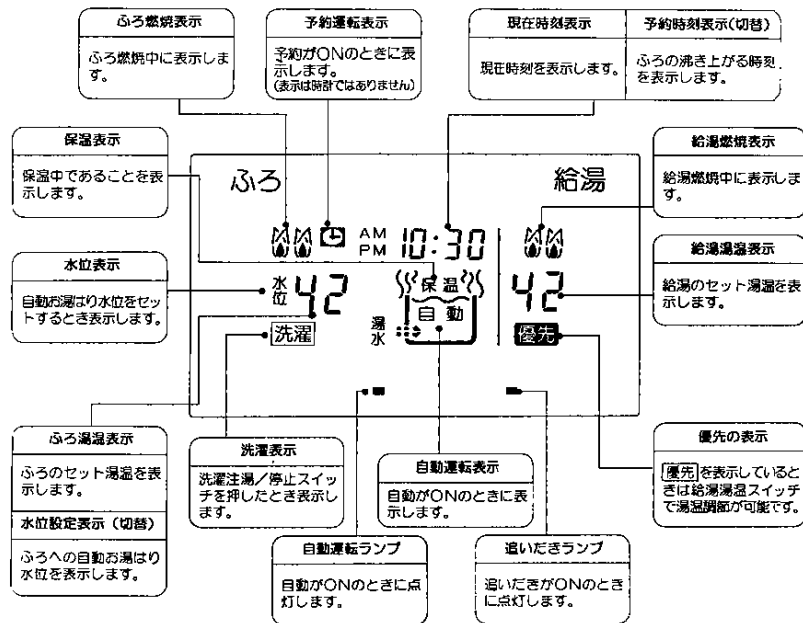 ふろ燃焼表示
ふろ燃焼中に表示しま
す。
予約運転表示
予約がONのときに表
示します。
(表示は時計ではありません)
現在時刻表示
現在時刻を表示します。
予約時刻表示(切替)
ふろの沸き上がる時刻
を表示します。
保温表示
保温中であることを表
示します。
水位表示
自動お湯はり水位をセッ
トするとき表示します。
ふろ
給湯
AM
PM
10:30
水位
42
保温
自動
湯水
洗濯
42
優先
給湯燃焼表示
給湯燃焼中に表示しま
す。
給湯湯温表示
給湯のセット湯温を表
示します。
ふろ湯温表示
ふろのセット湯温を表
示します。
水位設定表示（切替）
ふろへの自動お湯はり
水位を表示します。
洗濯表示
洗濯注湯／停止スイッ
チを押したとき表示しま
す。
自動運転表示
自動がONのときに表
示します。
優先の表示
優先を表示していると
きは給湯湯温スイッチ
で湯温調節が可能です。
自動運転ランプ
自動がONのときに点
灯します。
追いだきランプ
追いだきがONのとき
に点灯します。